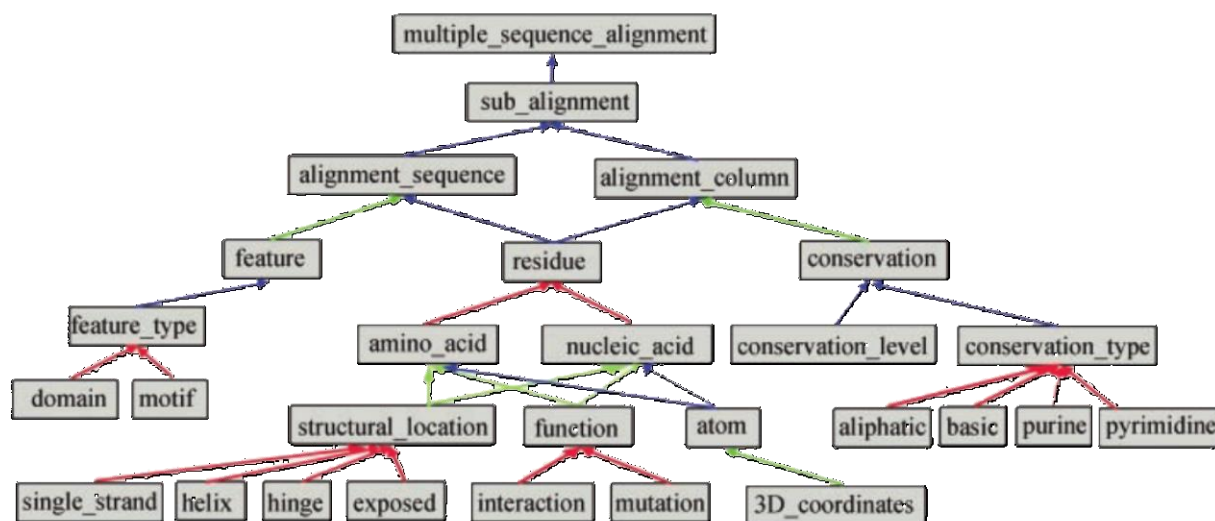 multiple_sequence_alignment
sub_alignment
alignment_sequence
alignment_column
feature
residue
conservation
feature_type
amino_acid
nucleic_acid
conservation_level
conservation_type
domain
motif
structural_location
function
atom
aliphatic
basic
purine
pyrimidine
single_strand
helix
hinge
exposed
interaction
mutation
3D_coordinates